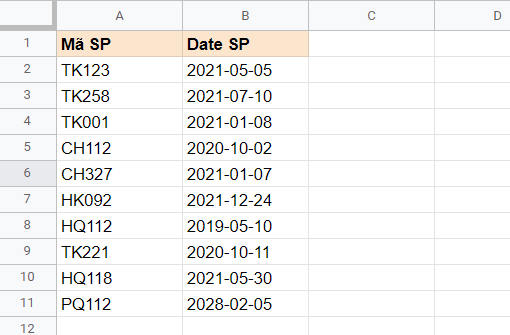 A B C D
1 Mã SP Date SP
2 TK123 2021-05-05
3 TK258 2021-07-10
4 TK001 2021-01-08
5 CH112 2020-10-02
6 CH327 2021-01-07
7 HK092 2021-12-24
8 HQ112 2019-05-10
9 TK221 2020-10-11
10 HQ118 2021-05-30
11 PQ112 2028-02-05
12